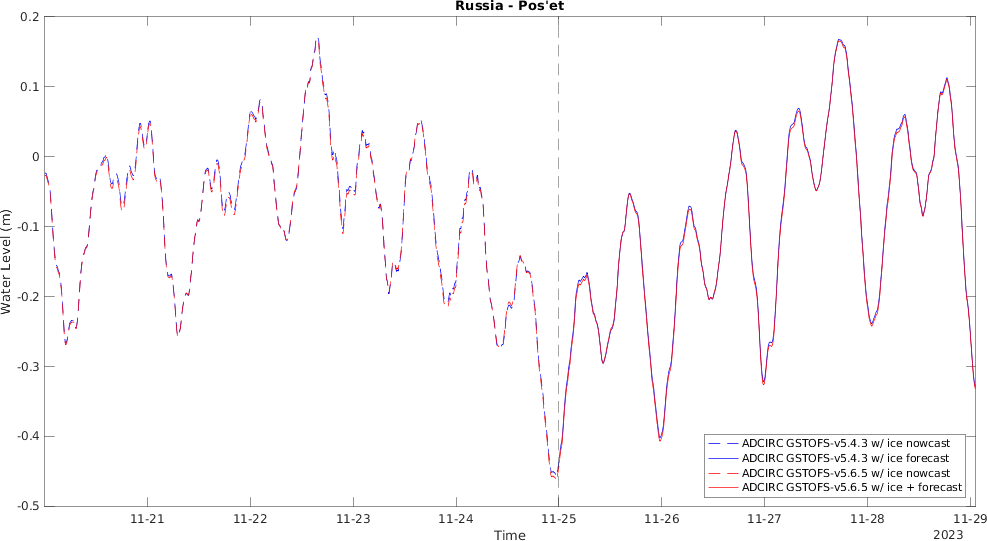 Russia - Pos'et
0.2
0.1
0
-0.1
-0.2
-0.3
-0.4
-0.5
Water Level (m)
ADCIRC GSTOFS-v5.4.3 w/ ice nowcast
ADCIRC GSTOFS-v5.4.3 w/ ice forecast
ADCIRC GSTOFS-v5.6.5 w/ ice nowcast
ADCIRC GSTOFS-v5.6.5 w/ ice + forecast
11-21 11-22 11-23 11-24 11-25 11-26 11-27 11-28 11-29
Time
2023